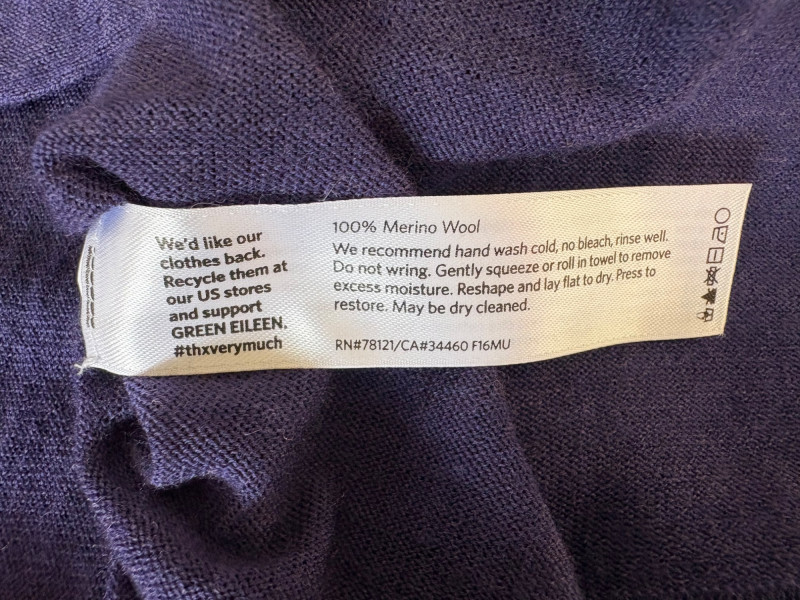 We'd like our
clothes back.
Recycle them at
our US stores
and support
GREEN EILEEN.
#thxverymuch
100% Merino Wool
We recommend hand wash cold, no bleach, rinse well.
Do not wring. Gently squeeze or roll in towel to remove
excess moisture. Reshape and lay flat to dry. Press to
restore. May be dry cleaned.
RN#78121/CA#34460 F16MU